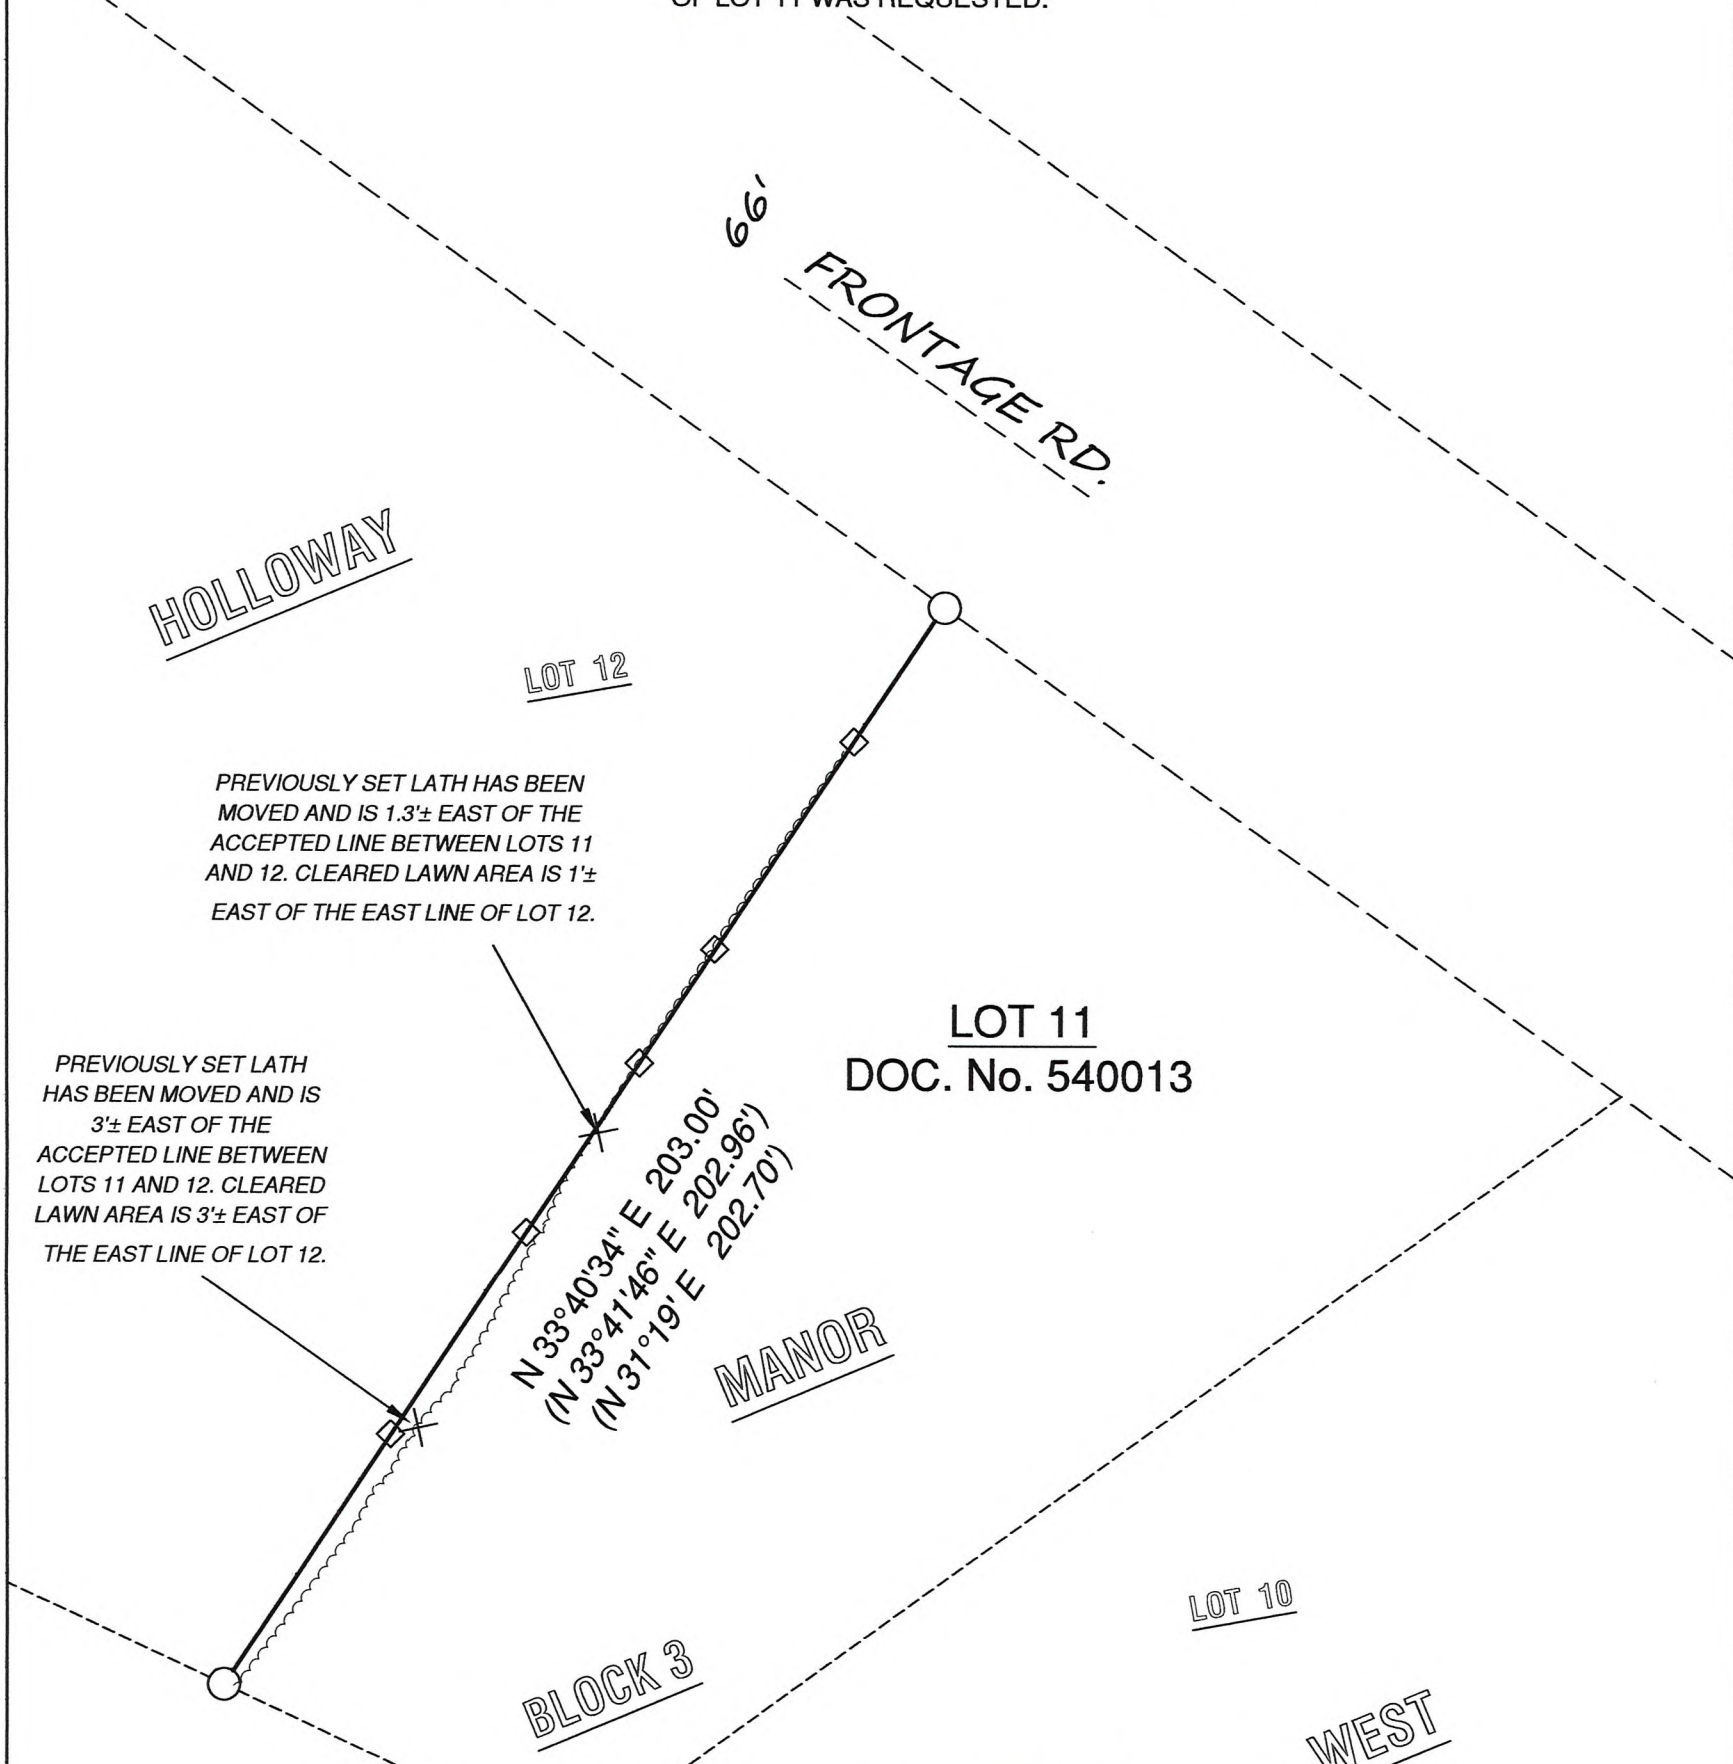 OF LOT 11 WAS REQUESTED.
66'
FRONTAGE RD.
HOLLOWAY
LOT 12
PREVIOUSLY SET LATH HAS BEEN
MOVED AND IS 1.3'± EAST OF THE
ACCEPTED LINE BETWEEN LOTS 11
AND 12. CLEARED LAWN AREA IS 1'±
EAST OF THE EAST LINE OF LOT 12.
LOT 11
DOC. No. 540013
PREVIOUSLY SET LATH
HAS BEEN MOVED AND IS
3'± EAST OF THE
ACCEPTED LINE BETWEEN
LOTS 11 AND 12. CLEARED
LAWN AREA IS 3'± EAST OF
THE EAST LINE OF LOT 12.
N 33°40'34" E 203.00'
(N 33°41'46" E 202.96')
(N 31°19' E 202.70')
MANOR
LOT 10
BLOCK 3
WEST